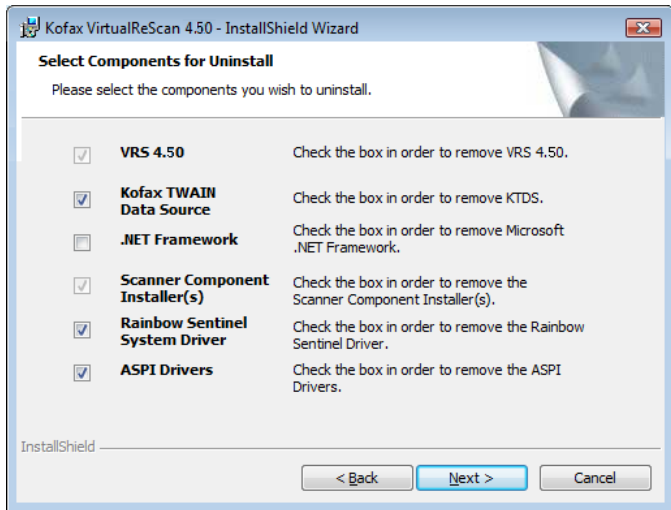 Kofax VirtualReScan 4.50 - InstallShield Wizard
Select Components for Uninstall
Please select the components you wish to uninstall.
VRS 4.50
Check the box in order to remove VRS 4.50.
Kofax TWAIN
Data Source
Check the box in order to remove KTDS.
.NET Framework
Check the box in order to remove Microsoft
.NET Framework.
Scanner Component
Installer(s)
Check the box in order to remove the
Scanner Component Installer(s).
Rainbow Sentinel
System Driver
Check the box in order to remove the Rainbow
Sentinel Driver.
ASPI Drivers
Check the box in order to remove the ASPI
Drivers.
InstallShield
< Back
Next >
Cancel